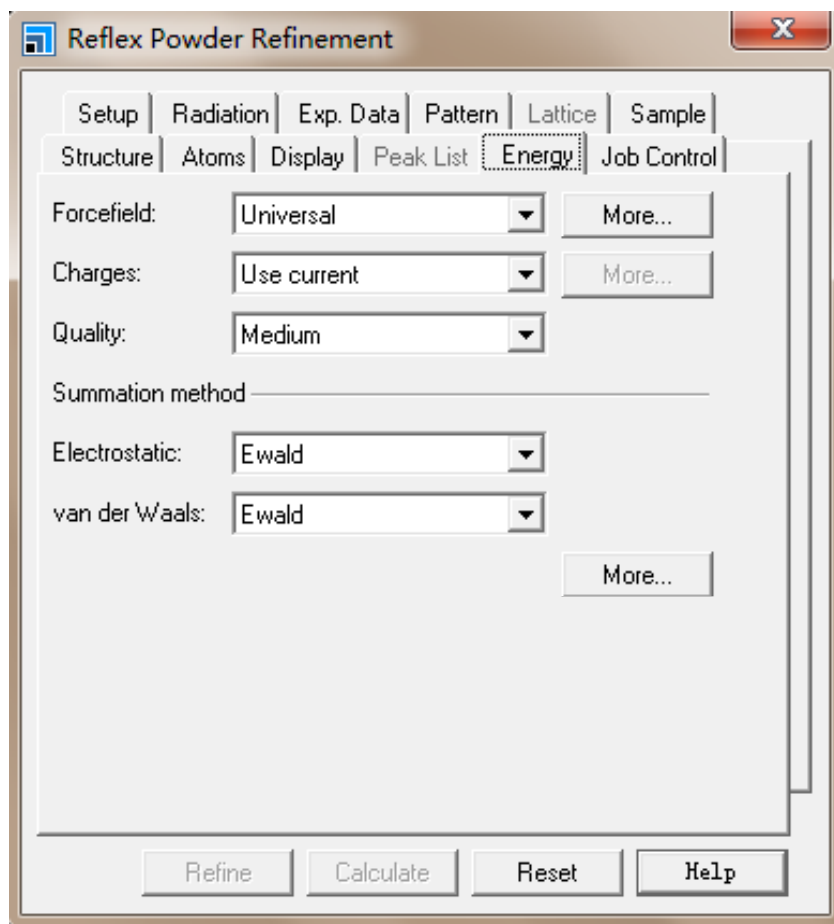 Reflex Powder Refinement
Setup Radiation Exp. Data Pattern Lattice Sample
Structure Atoms Display Peak List Energy Job Control
Forcefield: Universal More...
Charges: Use current More...
Quality: Medium
Summation method
Electrostatic: Ewald
van der Waals: Ewald
More...
Refine Calculate Reset Help